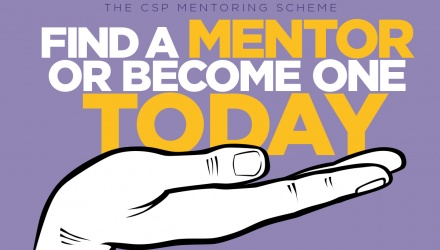 THE CSP MENTORING SCHEME
FIND A MENTOR
OR BECOME ONE
TODAY